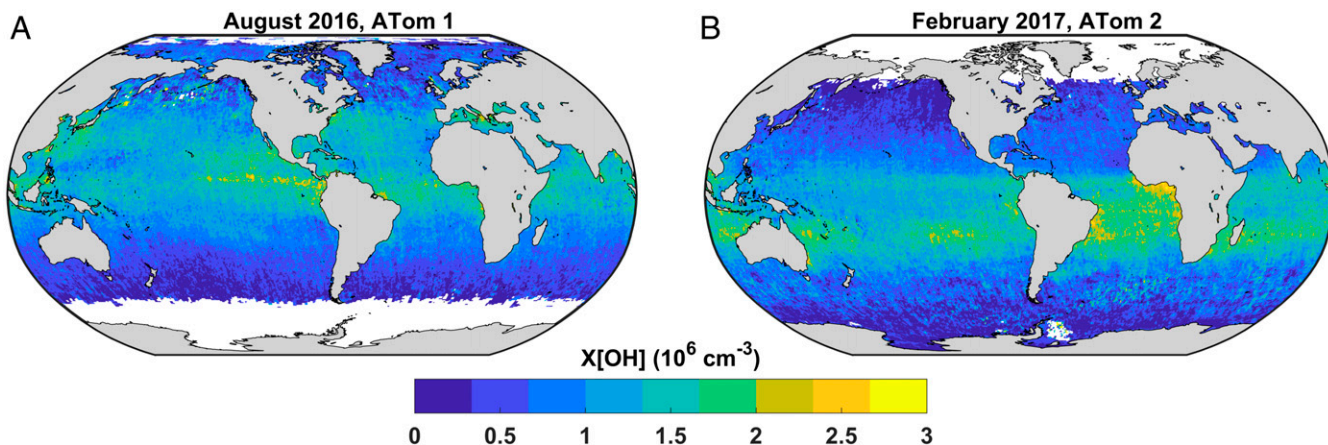 A
August 2016, ATom 1
B
February 2017, ATom 2
X[OH] (10⁶ cm⁻³)
0 0.5 1 1.5 2 2.5 3